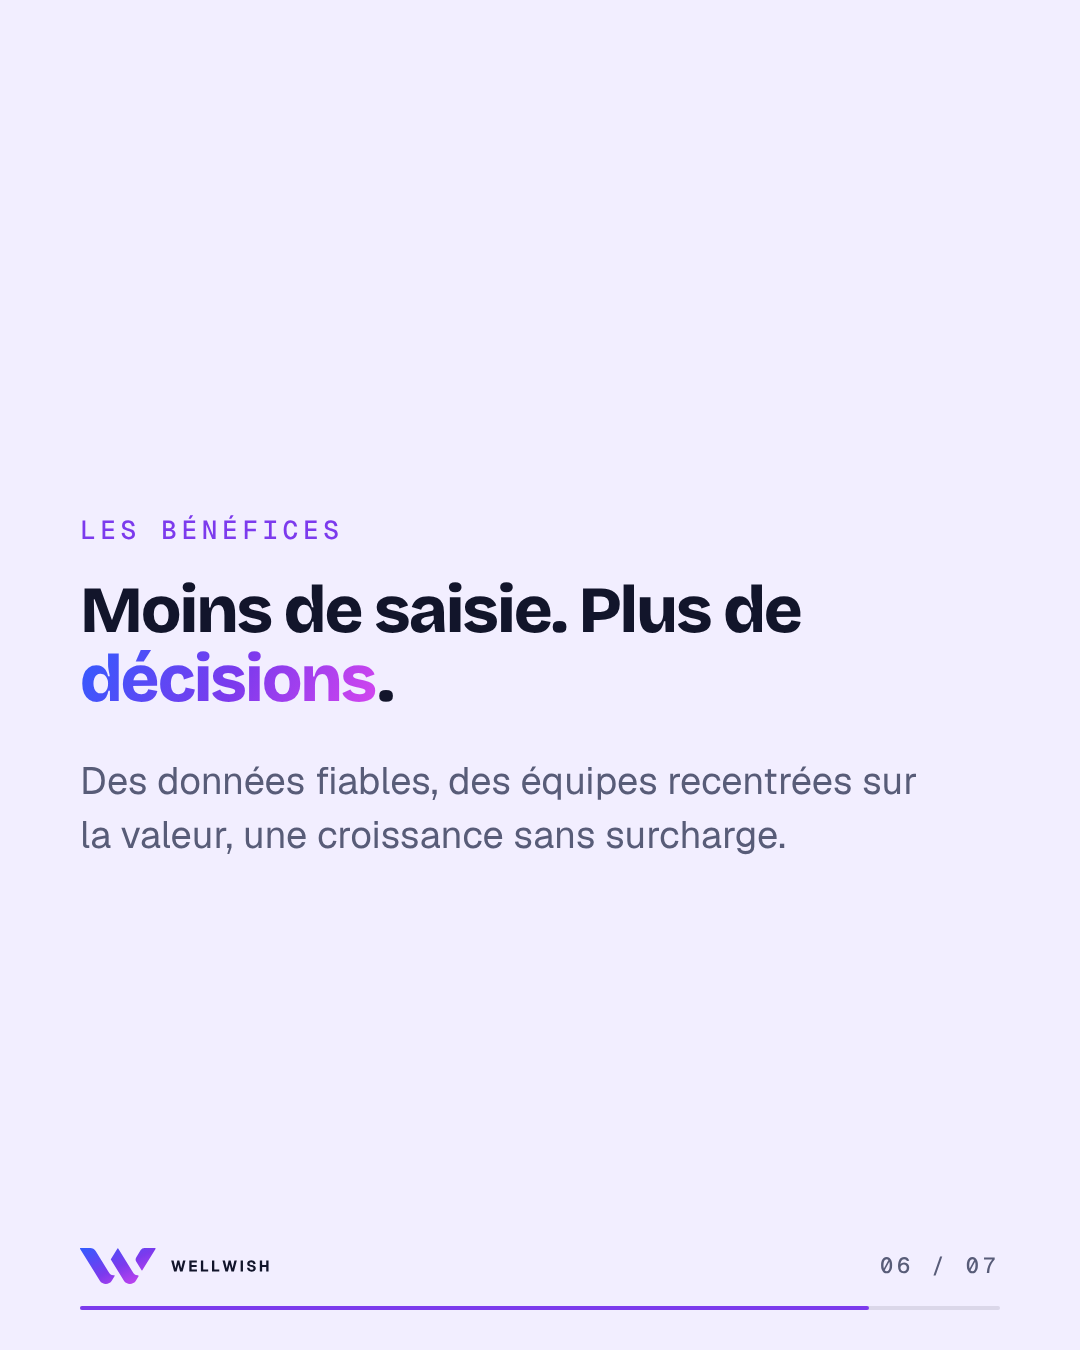 LES BÉNÉFICES
Moins de saisie. Plus de
décisions.
Des données fiables, des équipes recentrées sur
la valeur, une croissance sans surcharge.
WELLWISH
06 / 07